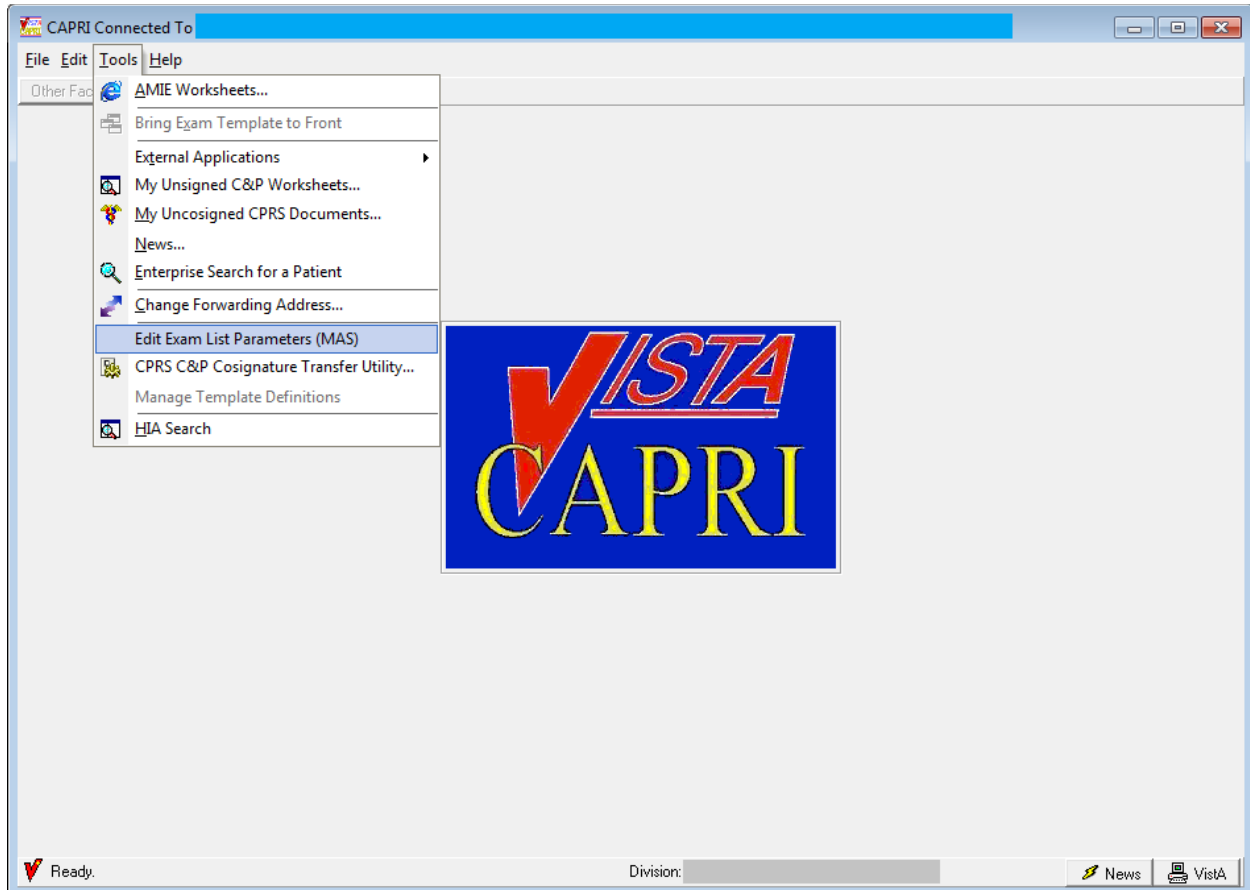 CAPRI Connected To
File Edit Tools Help
Other Fac
AMIE Worksheets...
Bring Exam Template to Front
External Applications
My Unsigned C&P Worksheets...
My Uncosigned CPRS Documents...
News...
Enterprise Search for a Patient
Change Forwarding Address...
Edit Exam List Parameters (MAS)
CPRS C&P Cosignature Transfer Utility...
Manage Template Definitions
HIA Search
VISTA
CAPRI
Ready. Division: News VistA